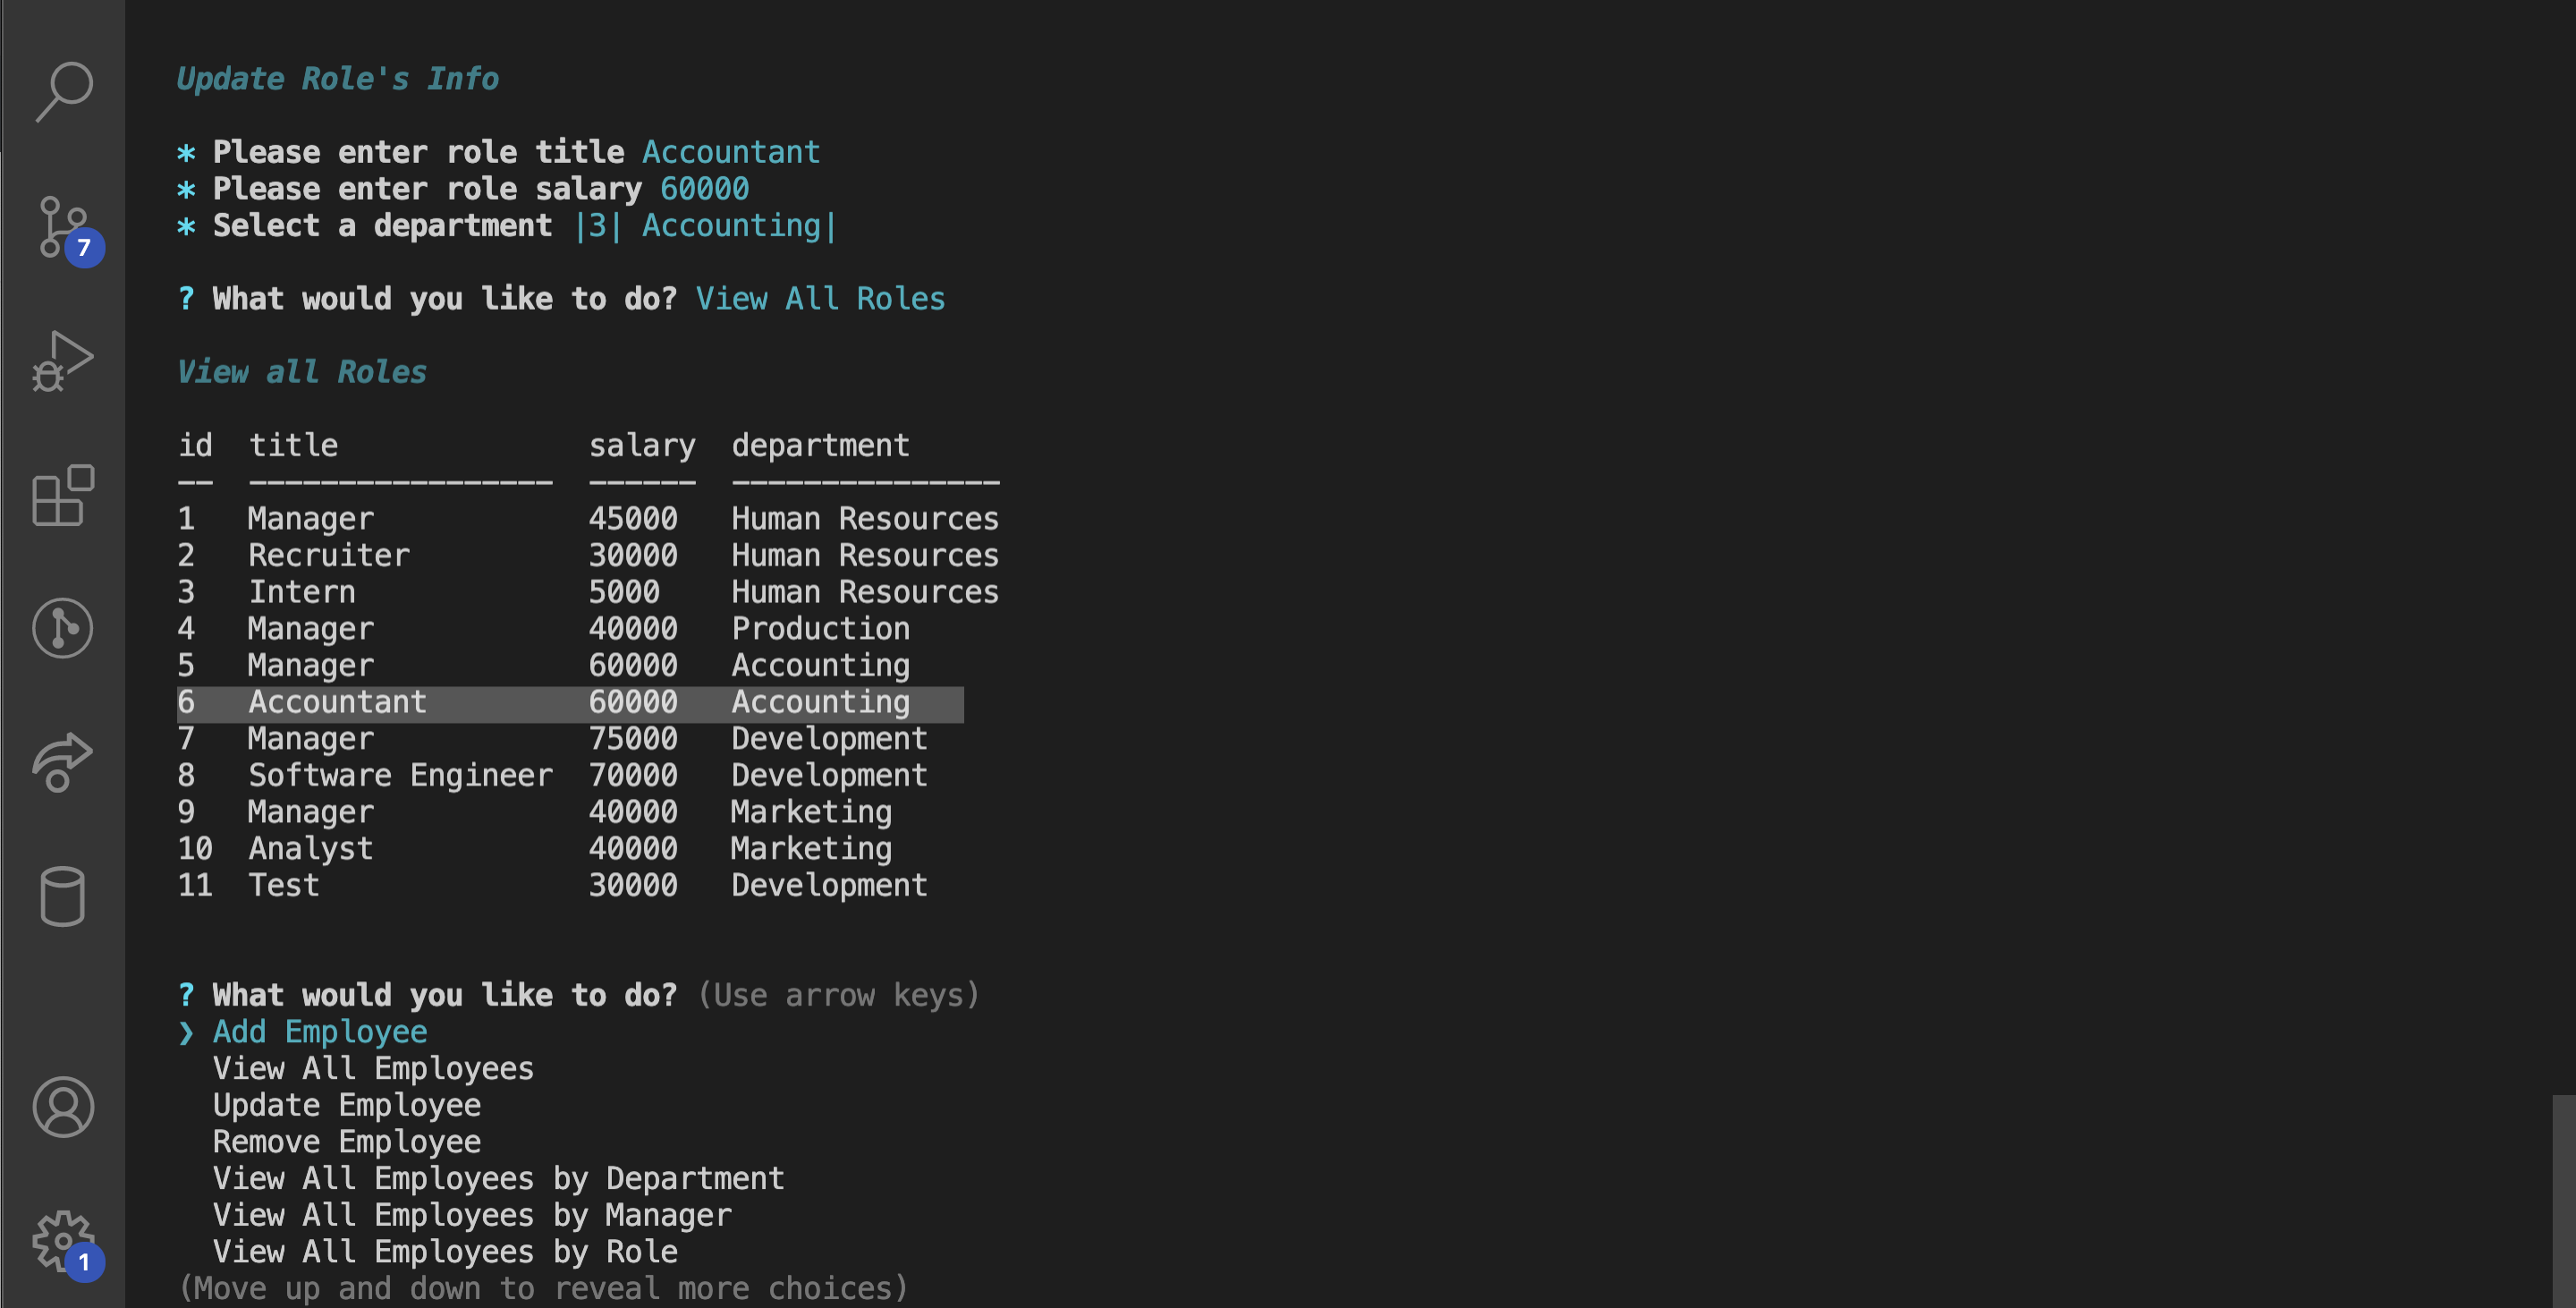 Update Role's Info
* Please enter role title Accountant
* Please enter role salary 60000
* Select a department |3| Accounting|
? What would you like to do? View All Roles
View all Roles
id  title             salary  department
--  -----------------  ------  ---------------
1   Manager            45000   Human Resources
2   Recruiter          30000   Human Resources
3   Intern             5000    Human Resources
4   Manager            40000   Production
5   Manager            60000   Accounting
6   Accountant         60000   Accounting
7   Manager            75000   Development
8   Software Engineer  70000   Development
9   Manager            40000   Marketing
10  Analyst            40000   Marketing
11  Test               30000   Development
? What would you like to do? (Use arrow keys)
❯ Add Employee
View All Employees
Update Employee
Remove Employee
View All Employees by Department
View All Employees by Manager
View All Employees by Role
(Move up and down to reveal more choices)
7
1